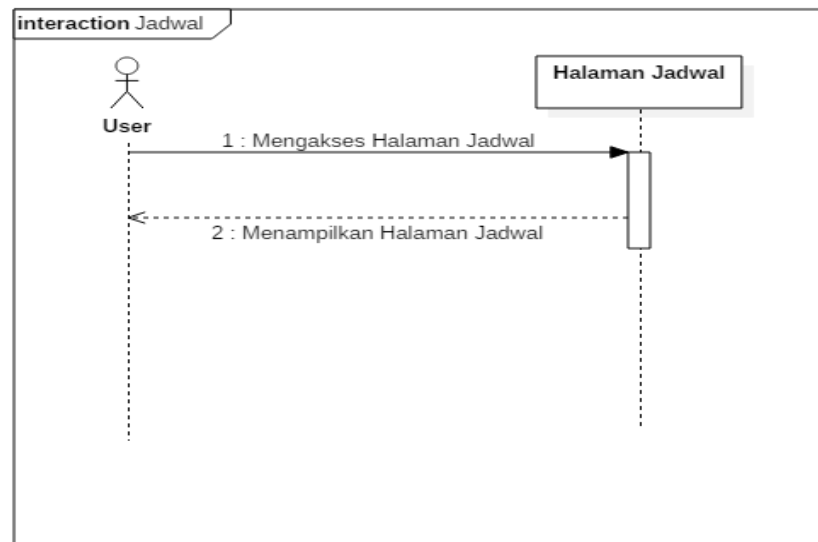 interaction Jadwal
User
Halaman Jadwal
1 : Mengakses Halaman Jadwal
2 : Menampilkan Halaman Jadwal